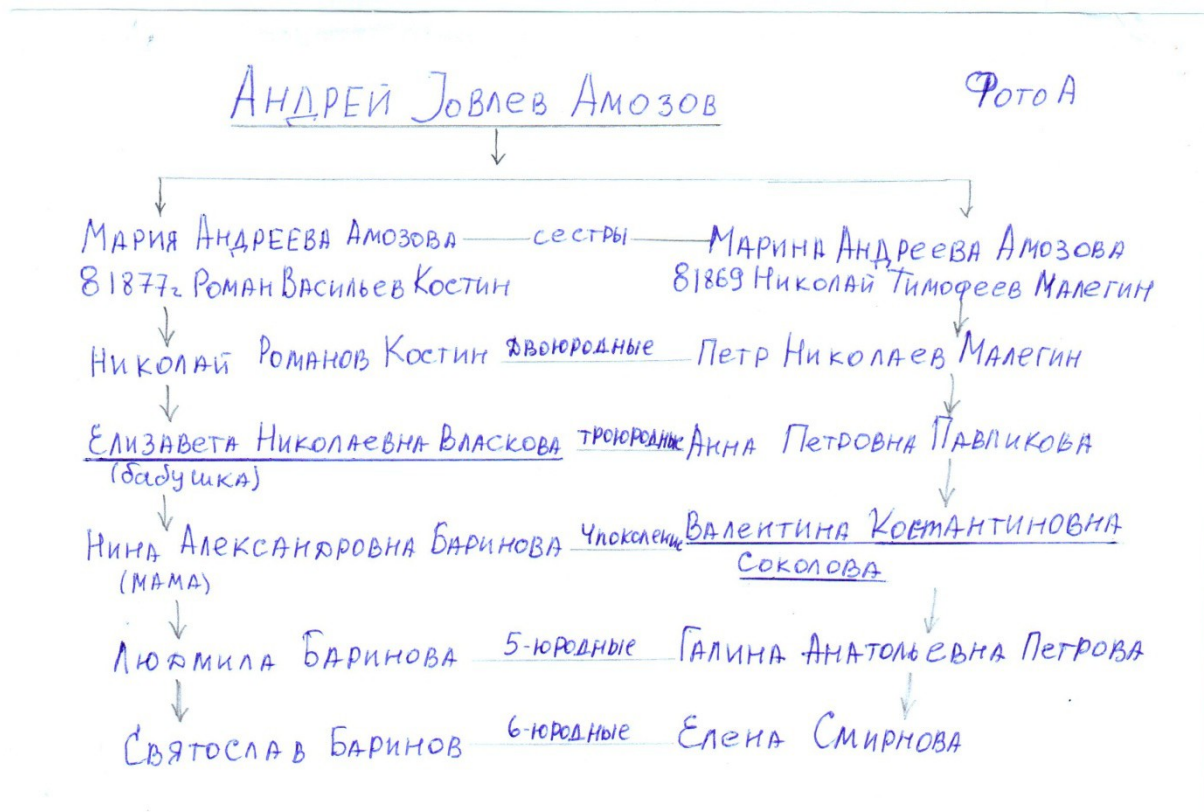 Андрей Іовлев Амозов
Фото А
Мария Андреева Амозова — сестры — Марина Андреева Амозова
в 1877г Роман Васильев Костин в 1869 Николай Тимофеев Малегин
Николай Романов Костин двоюродные Петр Николаев Малегин
Елизавета Николаевна Власкова троюродные Анна Петровна Павликова
(бабушка)
Нина Александровна Баринова 4 поколение Валентина Костантиновна
(мама) Соколова
Людмила Баринова 5-юродные Галина Анатольевна Петрова
Святослав Баринов 6-юродные Елена Смирнова